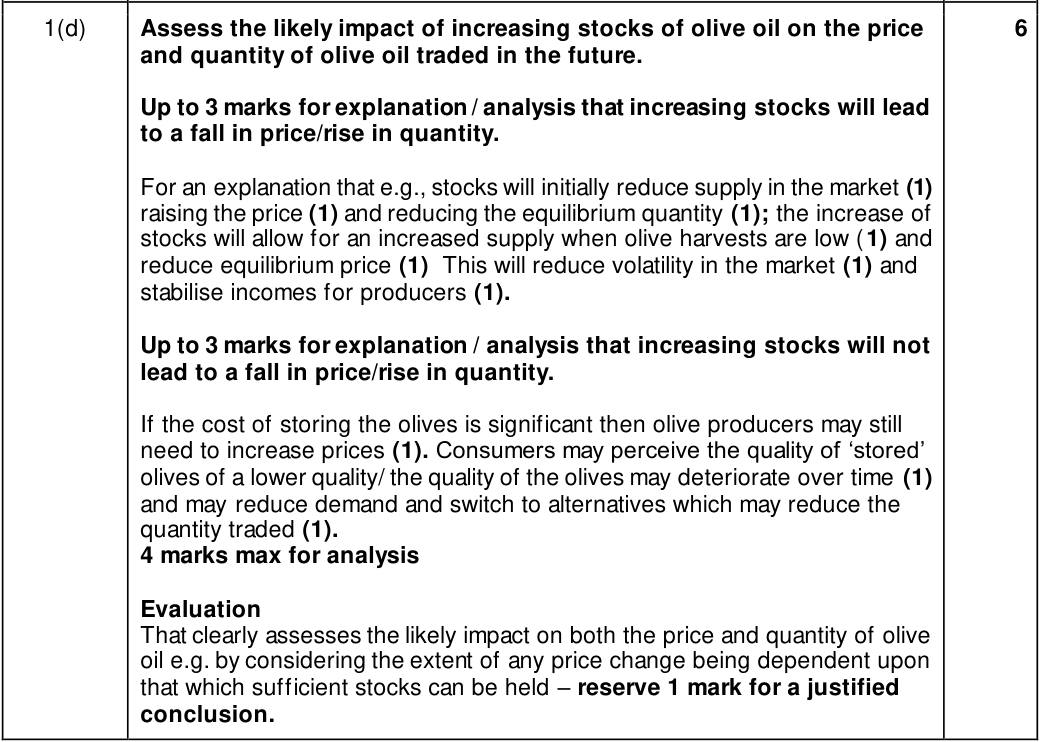 1(d)
Assess the likely impact of increasing stocks of olive oil on the price
6
and quantity of olive oil traded in the future.
Up to 3 marks for explanation / analysis that increasing stocks will lead
to a fall in price/rise in quantity.
For an explanation that e.g., stocks will initially reduce supply in the market (1)
raising the price (1) and reducing the equilibrium quantity (1); the increase of
stocks will allow for an increased supply when olive harvests are low (1) and
reduce equilibrium price (1) This will reduce volatility in the market (1) and
stabilise incomes for producers (1).
Up to 3 marks for explanation / analysis that increasing stocks will not
lead to a fall in price/rise in quantity.
If the cost of storing the olives is significant then olive producers may still
need to increase prices (1). Consumers may perceive the quality of ‘stored’
olives of a lower quality/ the quality of the olives may deteriorate over time (1)
and may reduce demand and switch to alternatives which may reduce the
quantity traded (1).
4 marks max for analysis
Evaluation
That clearly assesses the likely impact on both the price and quantity of olive
oil e.g. by considering the extent of any price change being dependent upon
that which sufficient stocks can be held – reserve 1 mark for a justified
conclusion.